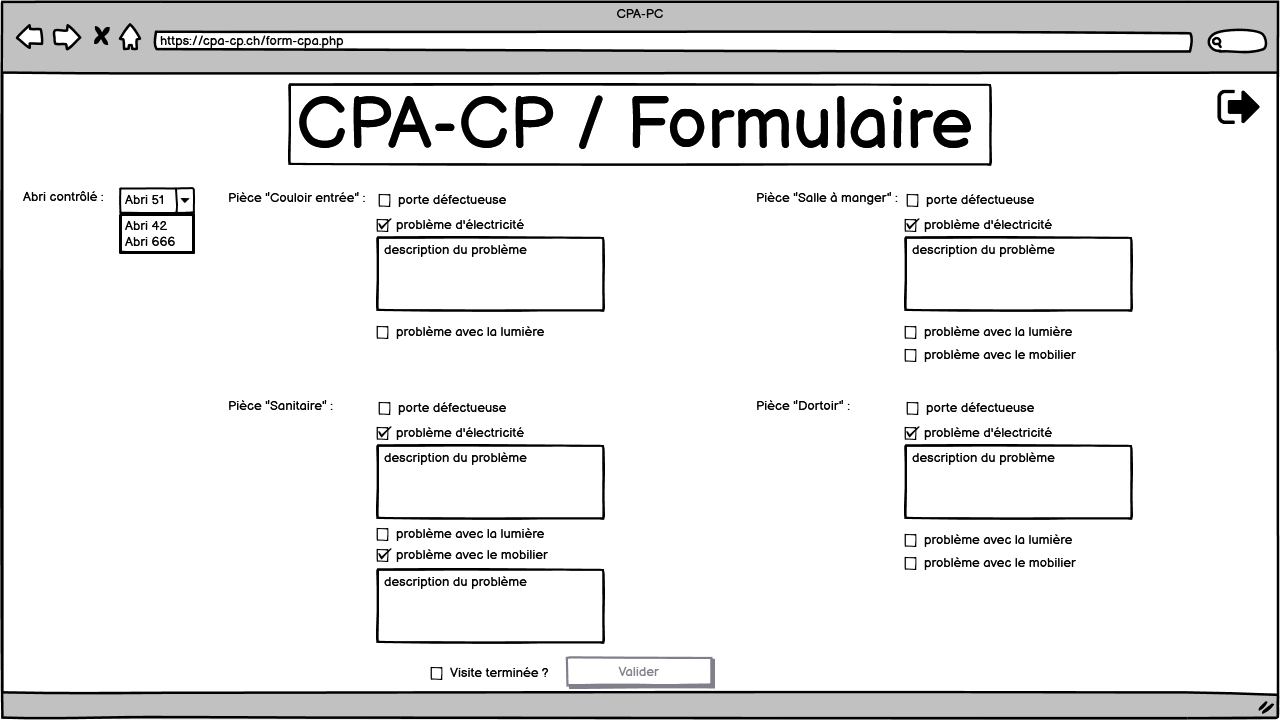 CPA-PC
https://cpa-cp.ch/form-cpa.php
CPA-CP / Formulaire
Abri contrôlé :
Abri 51
Abri 42
Abri 666
Pièce "Couloir entrée" :
porte défectueuse
problème d'électricité
description du problème
problème avec la lumière
Pièce "Salle à manger" :
porte défectueuse
problème d'électricité
description du problème
problème avec la lumière
problème avec le mobilier
Pièce "Sanitaire" :
porte défectueuse
problème d'électricité
description du problème
problème avec la lumière
problème avec le mobilier
description du problème
Pièce "Dortoir" :
porte défectueuse
problème d'électricité
description du problème
problème avec la lumière
problème avec le mobilier
Visite terminée ?
Valider